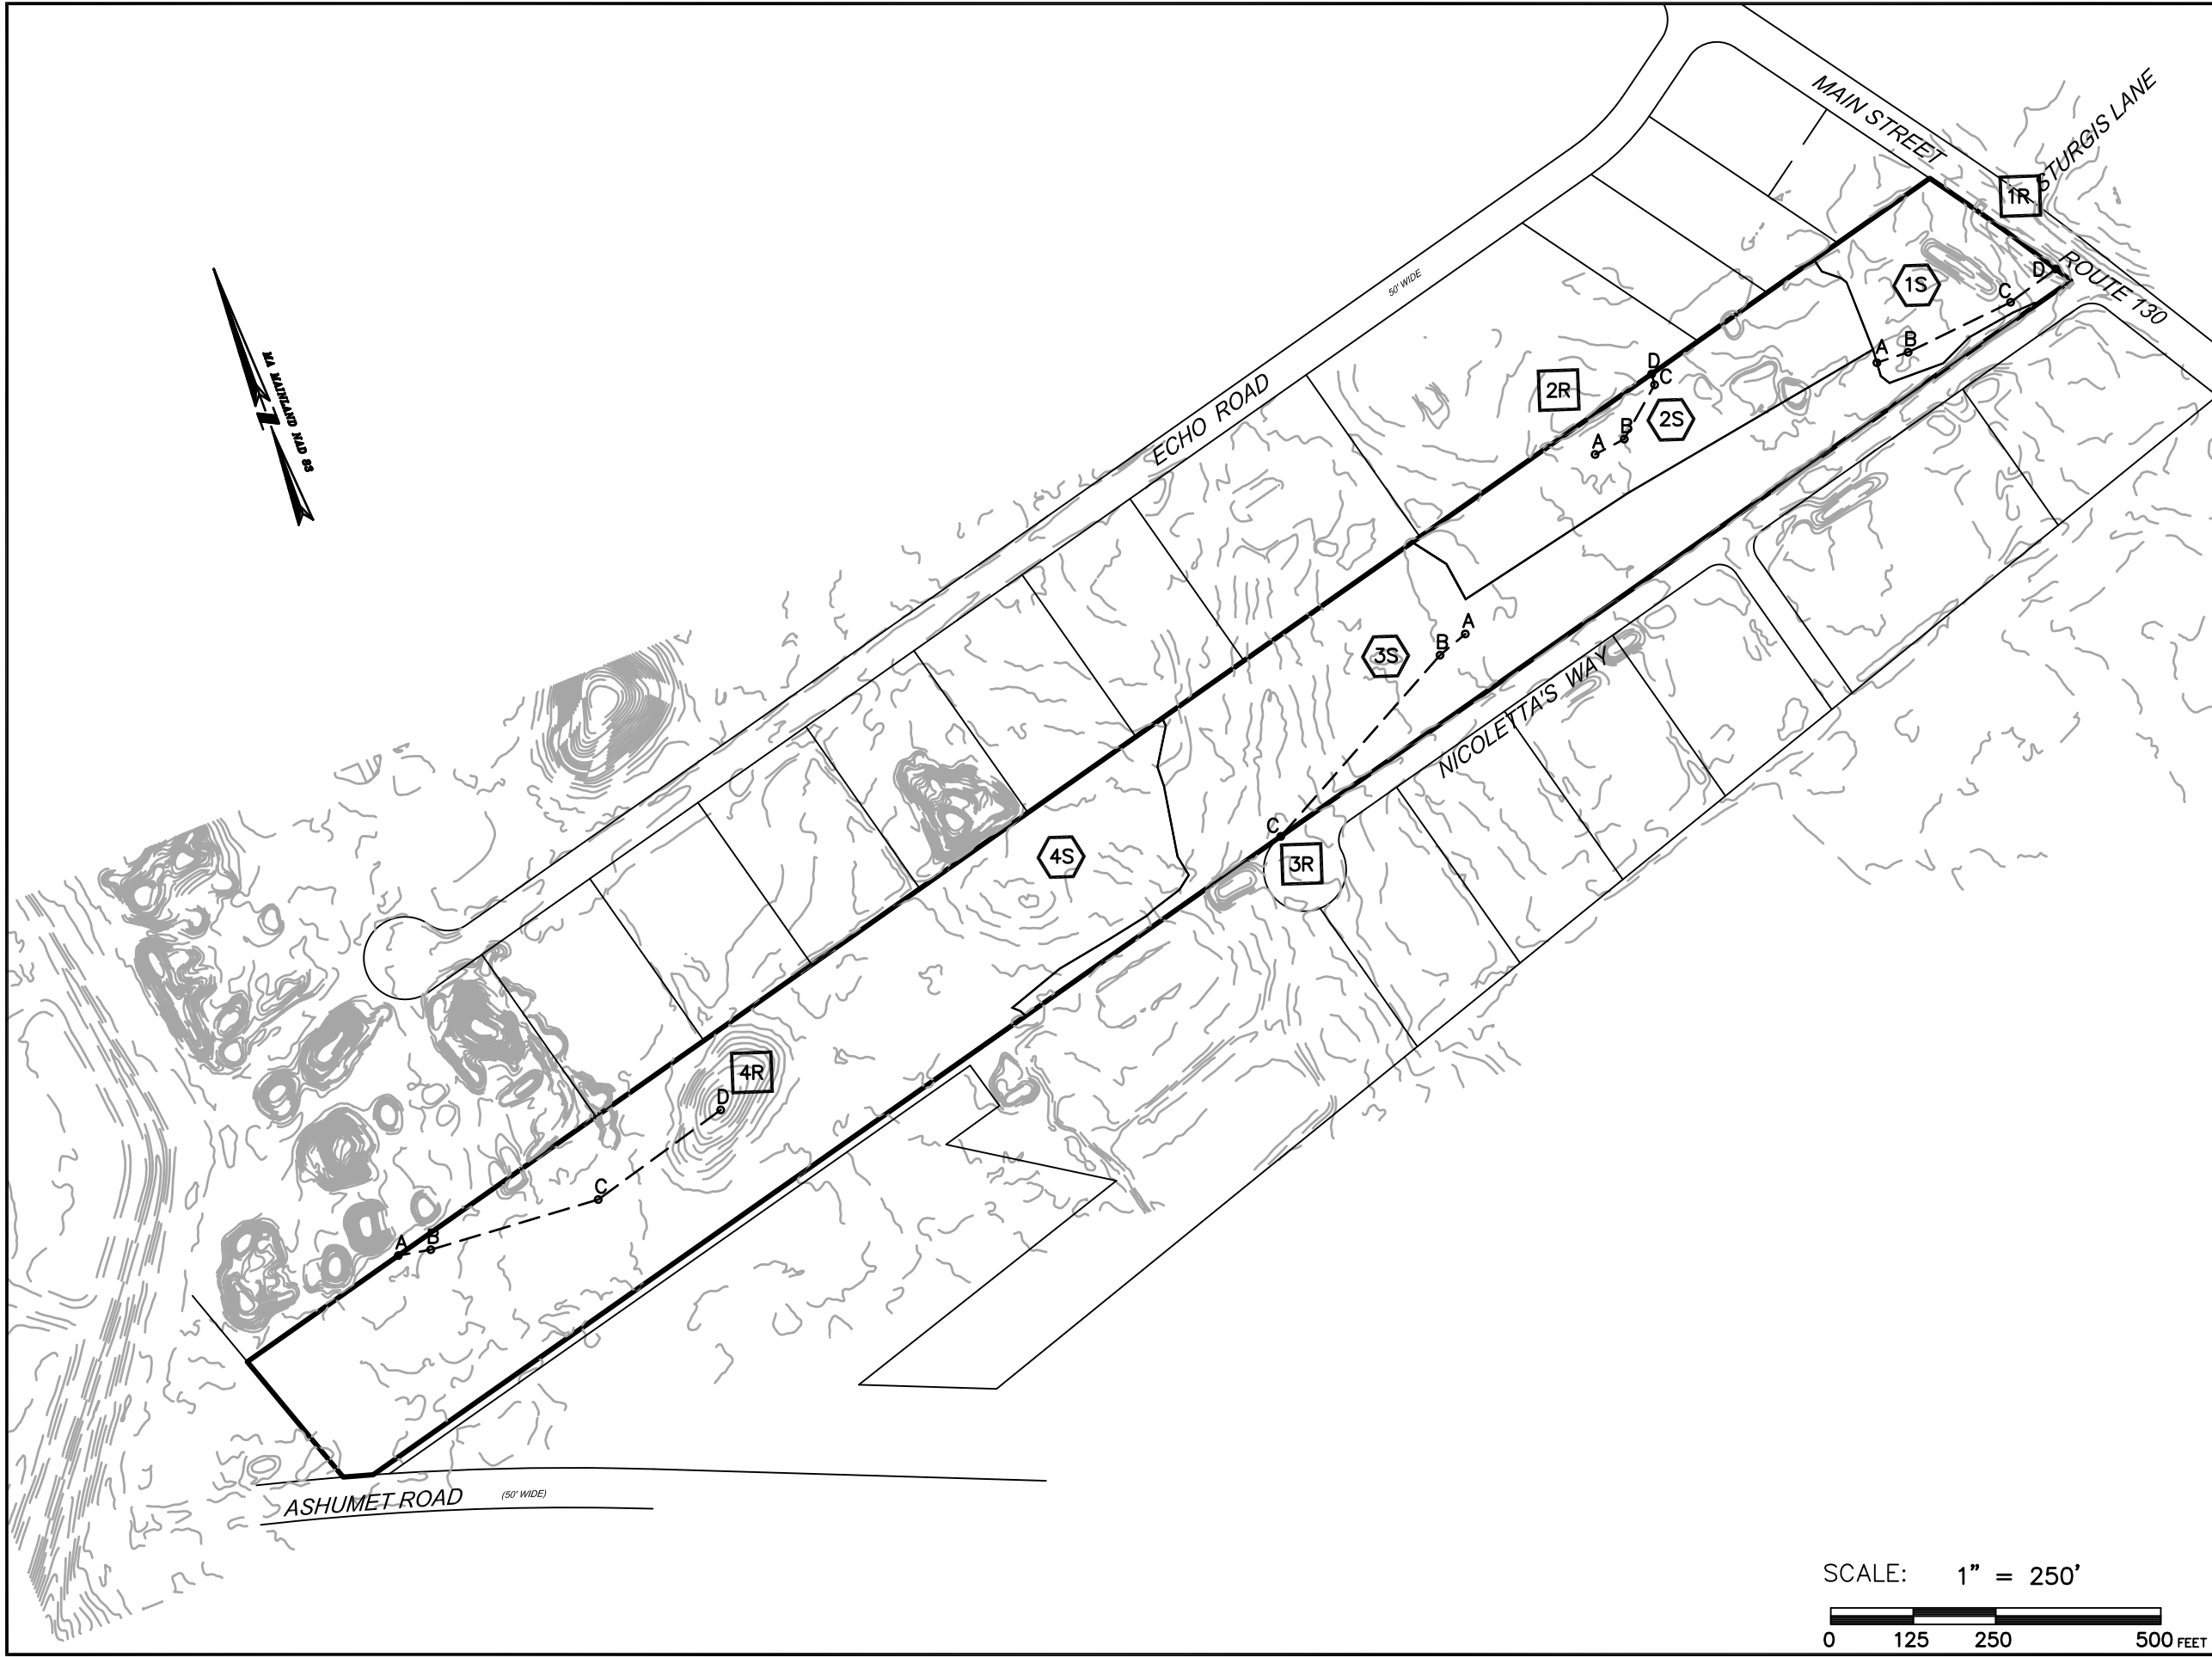 MAIN STREET
STURGIS LANE
1R
ROUTE 130
1S
D
C
B
A
50' WIDE
MA MAINLAND NAD 83
N
ECHO ROAD
2R
D
C
2S
B
A
3S
A
B
NICOLETTA'S WAY
C
3R
4S
4R
D
C
B
A
ASHUMET ROAD
(50' WIDE)
SCALE: 1" = 250'
0 125 250 500 FEET